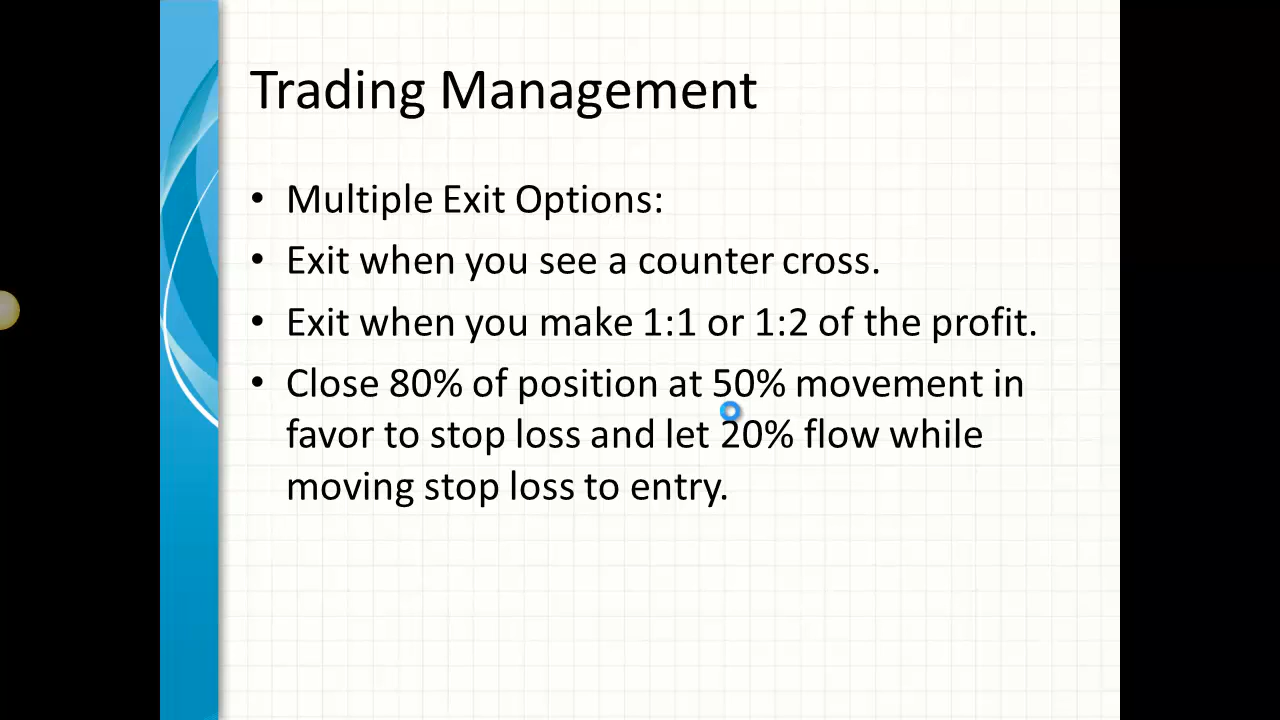 Trading Management
• Multiple Exit Options:
• Exit when you see a counter cross.
• Exit when you make 1:1 or 1:2 of the profit.
• Close 80% of position at 50% movement in
favor to stop loss and let 20% flow while
moving stop loss to entry.